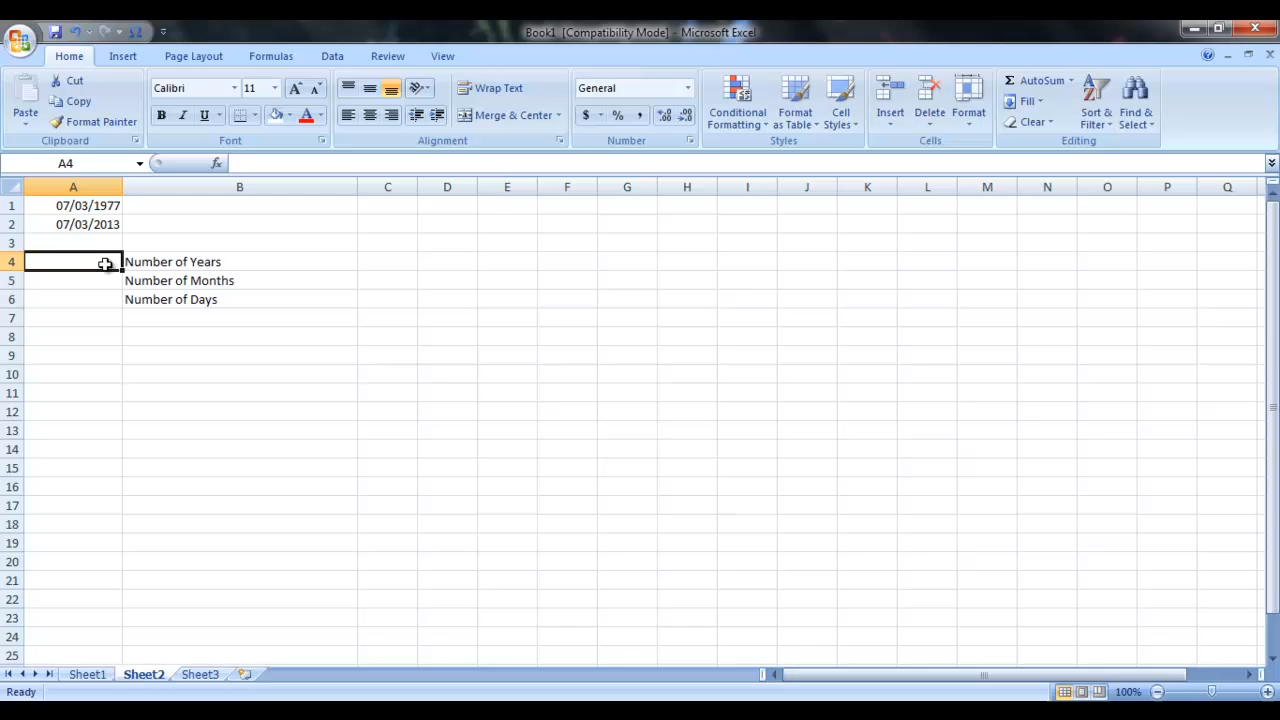 Book1 [Compatibility Mode] - Microsoft Excel
Home Insert Page Layout Formulas Data Review View
Paste Cut Copy Format Painter Clipboard
Calibri 11 A A B I U A Font
Wrap Text Merge & Center Alignment
General $ % , Number
Conditional Formatting Format as Table Cell Styles Styles
Insert Delete Format Cells
Σ AutoSum Fill Clear Sort & Filter Find & Select Editing
A4 fx
A B C D E F G H I J K L M N O P Q
1 07/03/1977
2 07/03/2013
3
4 Number of Years
5 Number of Months
6 Number of Days
7
8
9
10
11
12
13
14
15
16
17
18
19
20
21
22
23
24
25
Sheet1 Sheet2 Sheet3
Ready 100%